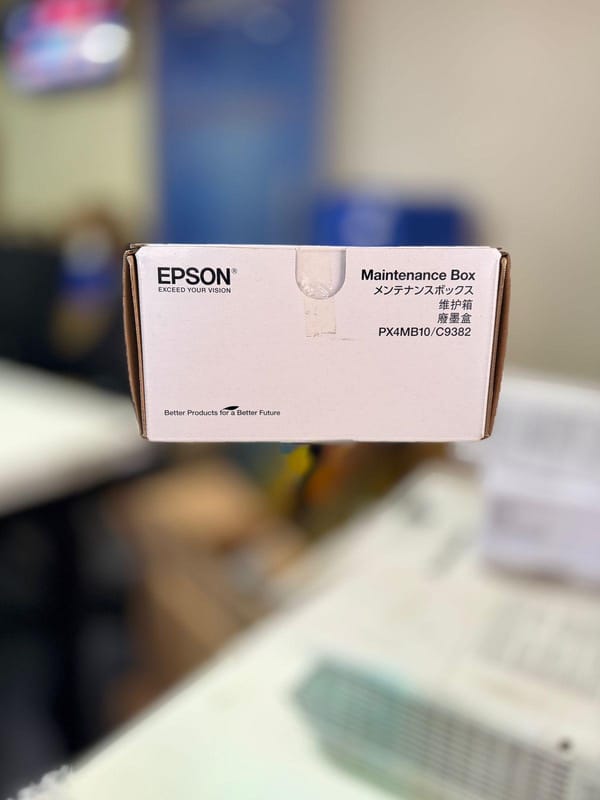 EPSON®
EXCEED YOUR VISION
Maintenance Box
メンテナンスボックス
维护箱
廢墨盒
PX4MB10/C9382
Better Products for a Better Future